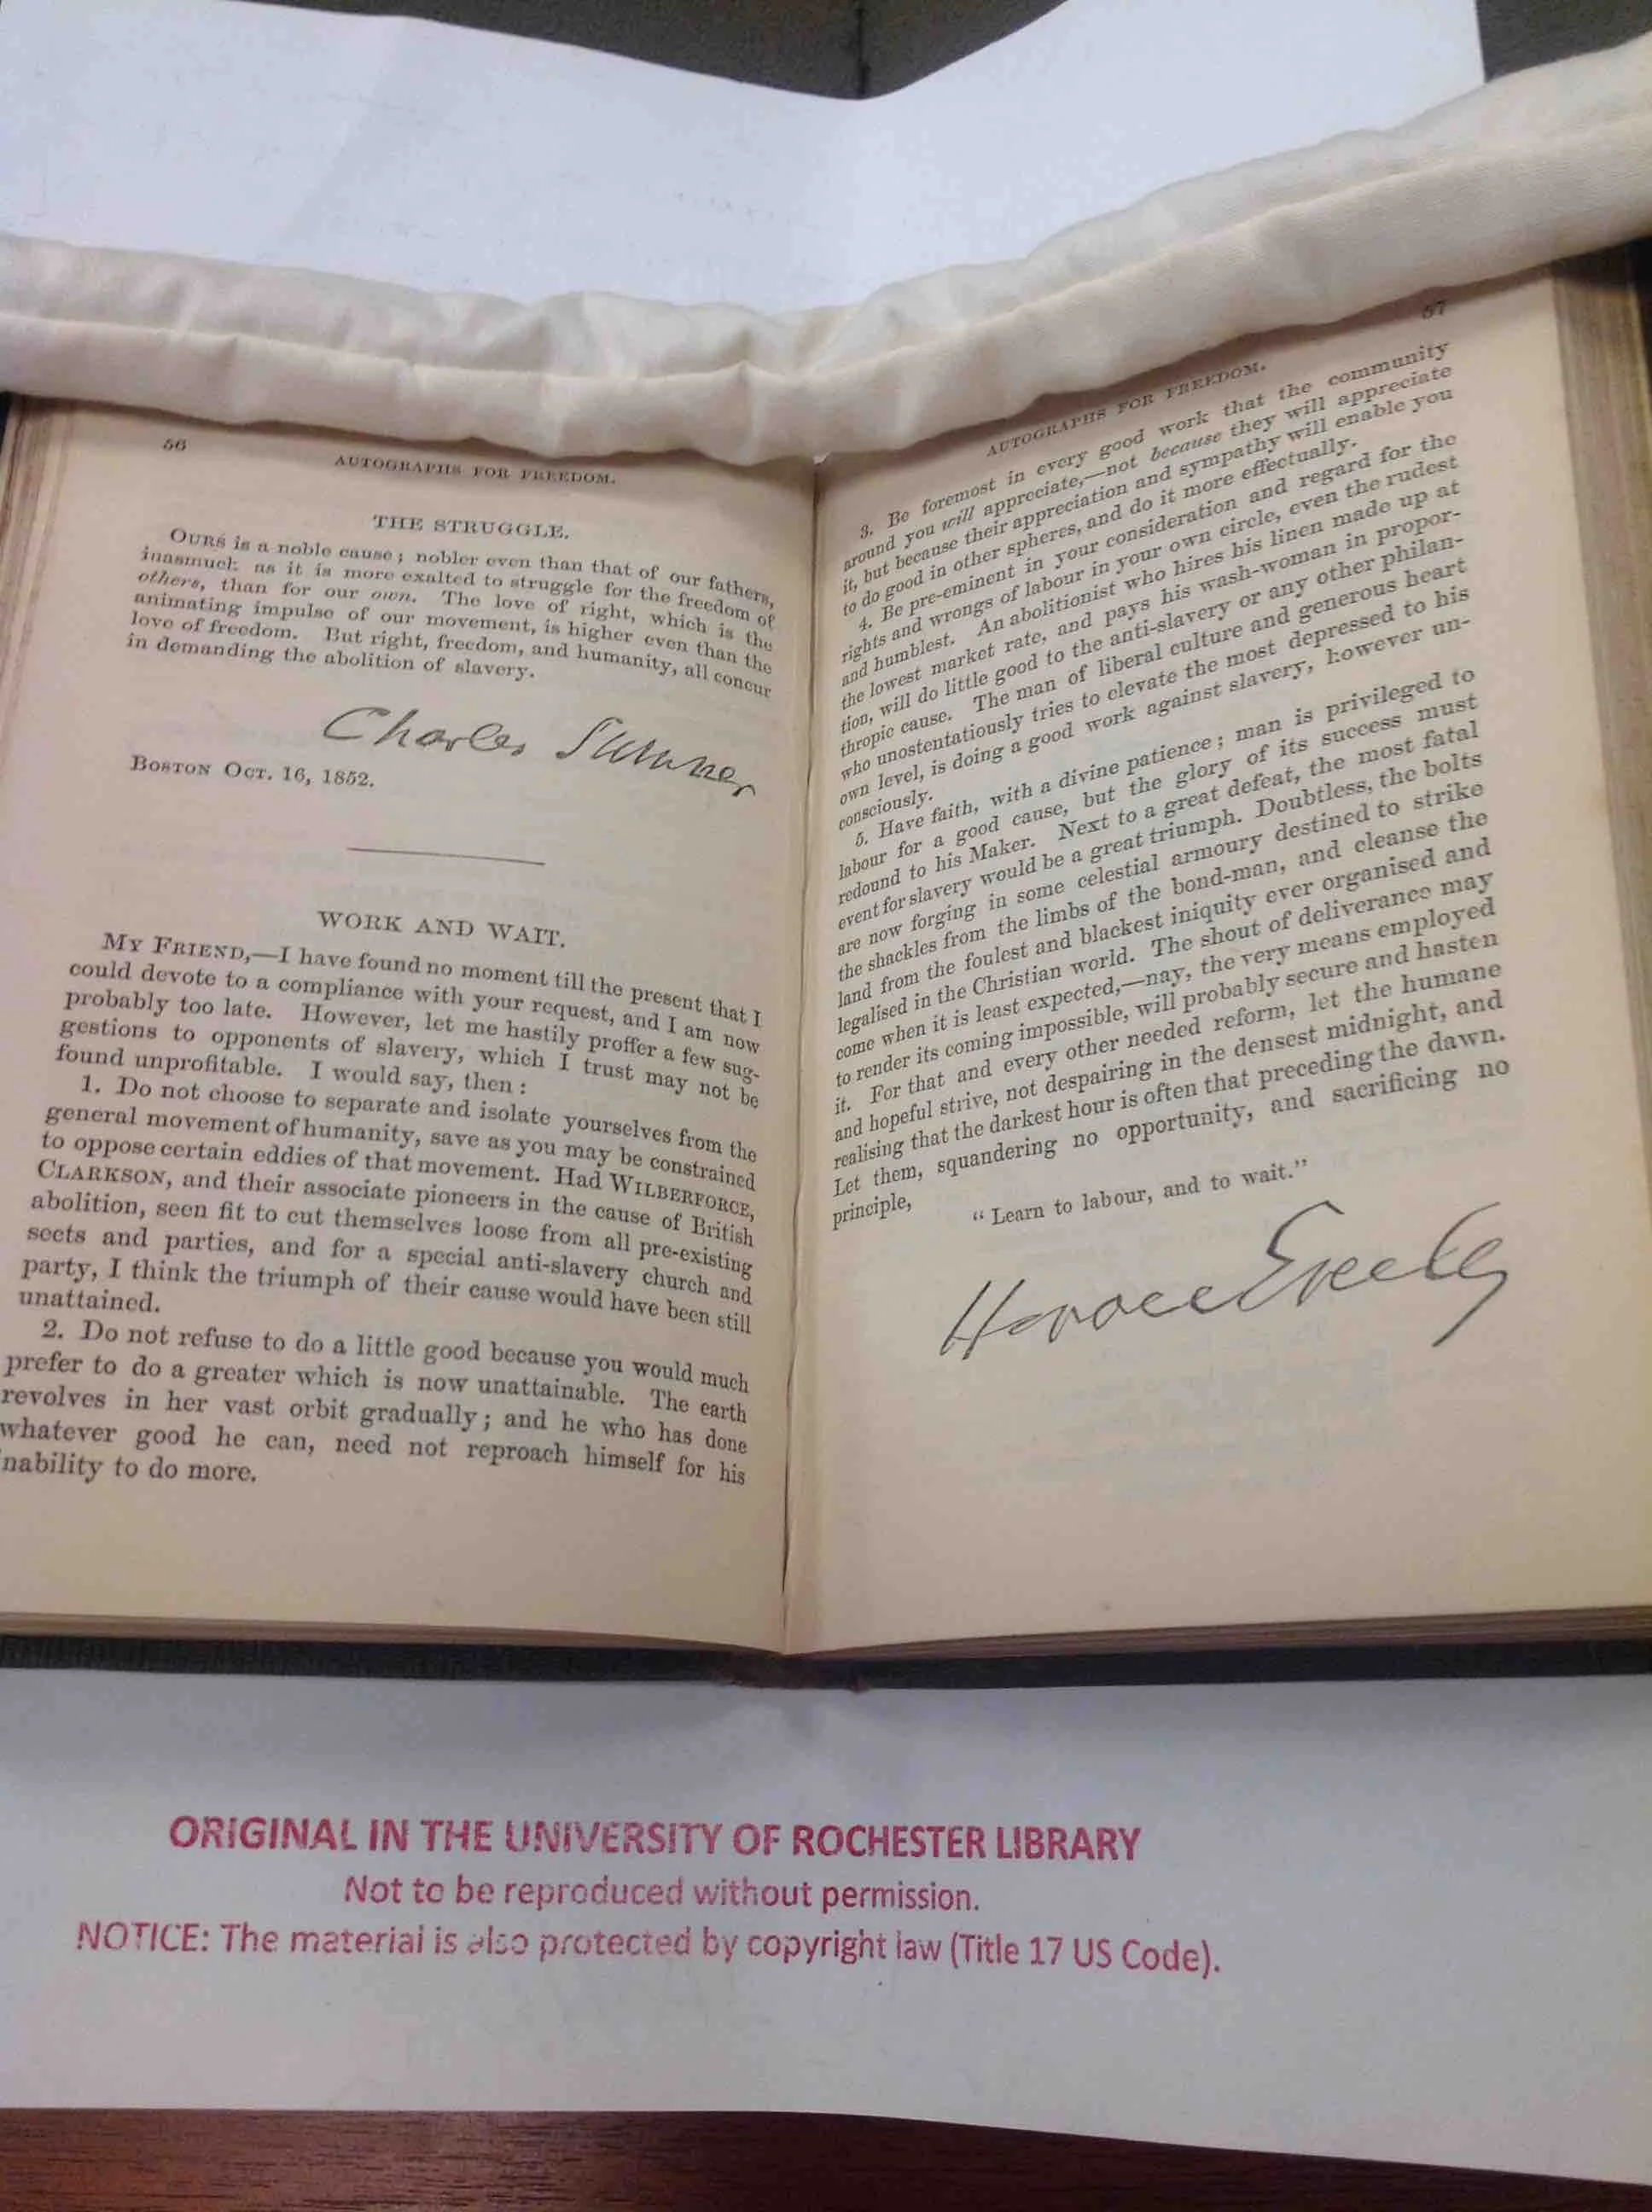 56
AUTOGRAPHS FOR FREEDOM.
THE STRUGGLE.
OURS is a noble cause; nobler even than that of our fathers,
inasmuch as it is more exalted to struggle for the freedom of
others, than for our own. The love of right, which is the
animating impulse of our movement, is higher even than the
love of freedom. But right, freedom, and humanity, all concur
in demanding the abolition of slavery.
Charles Sumner
BOSTON OCT. 16, 1852.
WORK AND WAIT.
MY FRIEND,—I have found no moment till the present that I
could devote to a compliance with your request, and I am now
probably too late. However, let me hastily proffer a few sug-
gestions to opponents of slavery, which I trust may not be
found unprofitable. I would say, then:
1. Do not choose to separate and isolate yourselves from the
general movement of humanity, save as you may be constrained
to oppose certain eddies of that movement. Had WILBERFORCE,
CLARKSON, and their associate pioneers in the cause of British
abolition, seen fit to cut themselves loose from all pre-existing
sects and parties, and for a special anti-slavery church and
party, I think the triumph of their cause would have been still
unattained.
2. Do not refuse to do a little good because you would much
prefer to do a greater which is now unattainable. The earth
revolves in her vast orbit gradually; and he who has done
whatever good he can, need not reproach himself for his
nability to do more.
57
AUTOGRAPHS FOR FREEDOM.
3. Be foremost in every good work that the community
around you will appreciate,—not because they will appreciate
it, but because their appreciation and sympathy will enable you
to do good in other spheres, and do it more effectually.
4. Be pre-eminent in your consideration and regard for the
rights and wrongs of labour in your own circle, even the rudest
and humblest. An abolitionist who hires his linen made up at
the lowest market rate, and pays his wash-woman in propor-
tion, will do little good to the anti-slavery or any other philan-
thropic cause. The man of liberal culture and generous heart
who unostentatiously tries to elevate the most depressed to his
own level, is doing a good work against slavery, however un-
consciously.
5. Have faith, with a divine patience; man is privileged to
labour for a good cause, but the glory of its success must
redound to his Maker. Next to a great defeat, the most fatal
event for slavery would be a great triumph. Doubtless, the bolts
are now forging in some celestial armoury destined to strike
the shackles from the limbs of the bond-man, and cleanse the
land from the foulest and blackest iniquity ever organised and
legalised in the Christian world. The shout of deliverance may
come when it is least expected,—nay, the very means employed
to render its coming impossible, will probably secure and hasten
it. For that and every other needed reform, let the humane
and hopeful strive, not despairing in the densest midnight, and
realising that the darkest hour is often that preceding the dawn.
Let them, squandering no opportunity, and sacrificing no
principle,
"Learn to labour, and to wait."
Horace Greeley
ORIGINAL IN THE UNIVERSITY OF ROCHESTER LIBRARY
Not to be reproduced without permission.
NOTICE: The material is also protected by copyright law (Title 17 US Code).